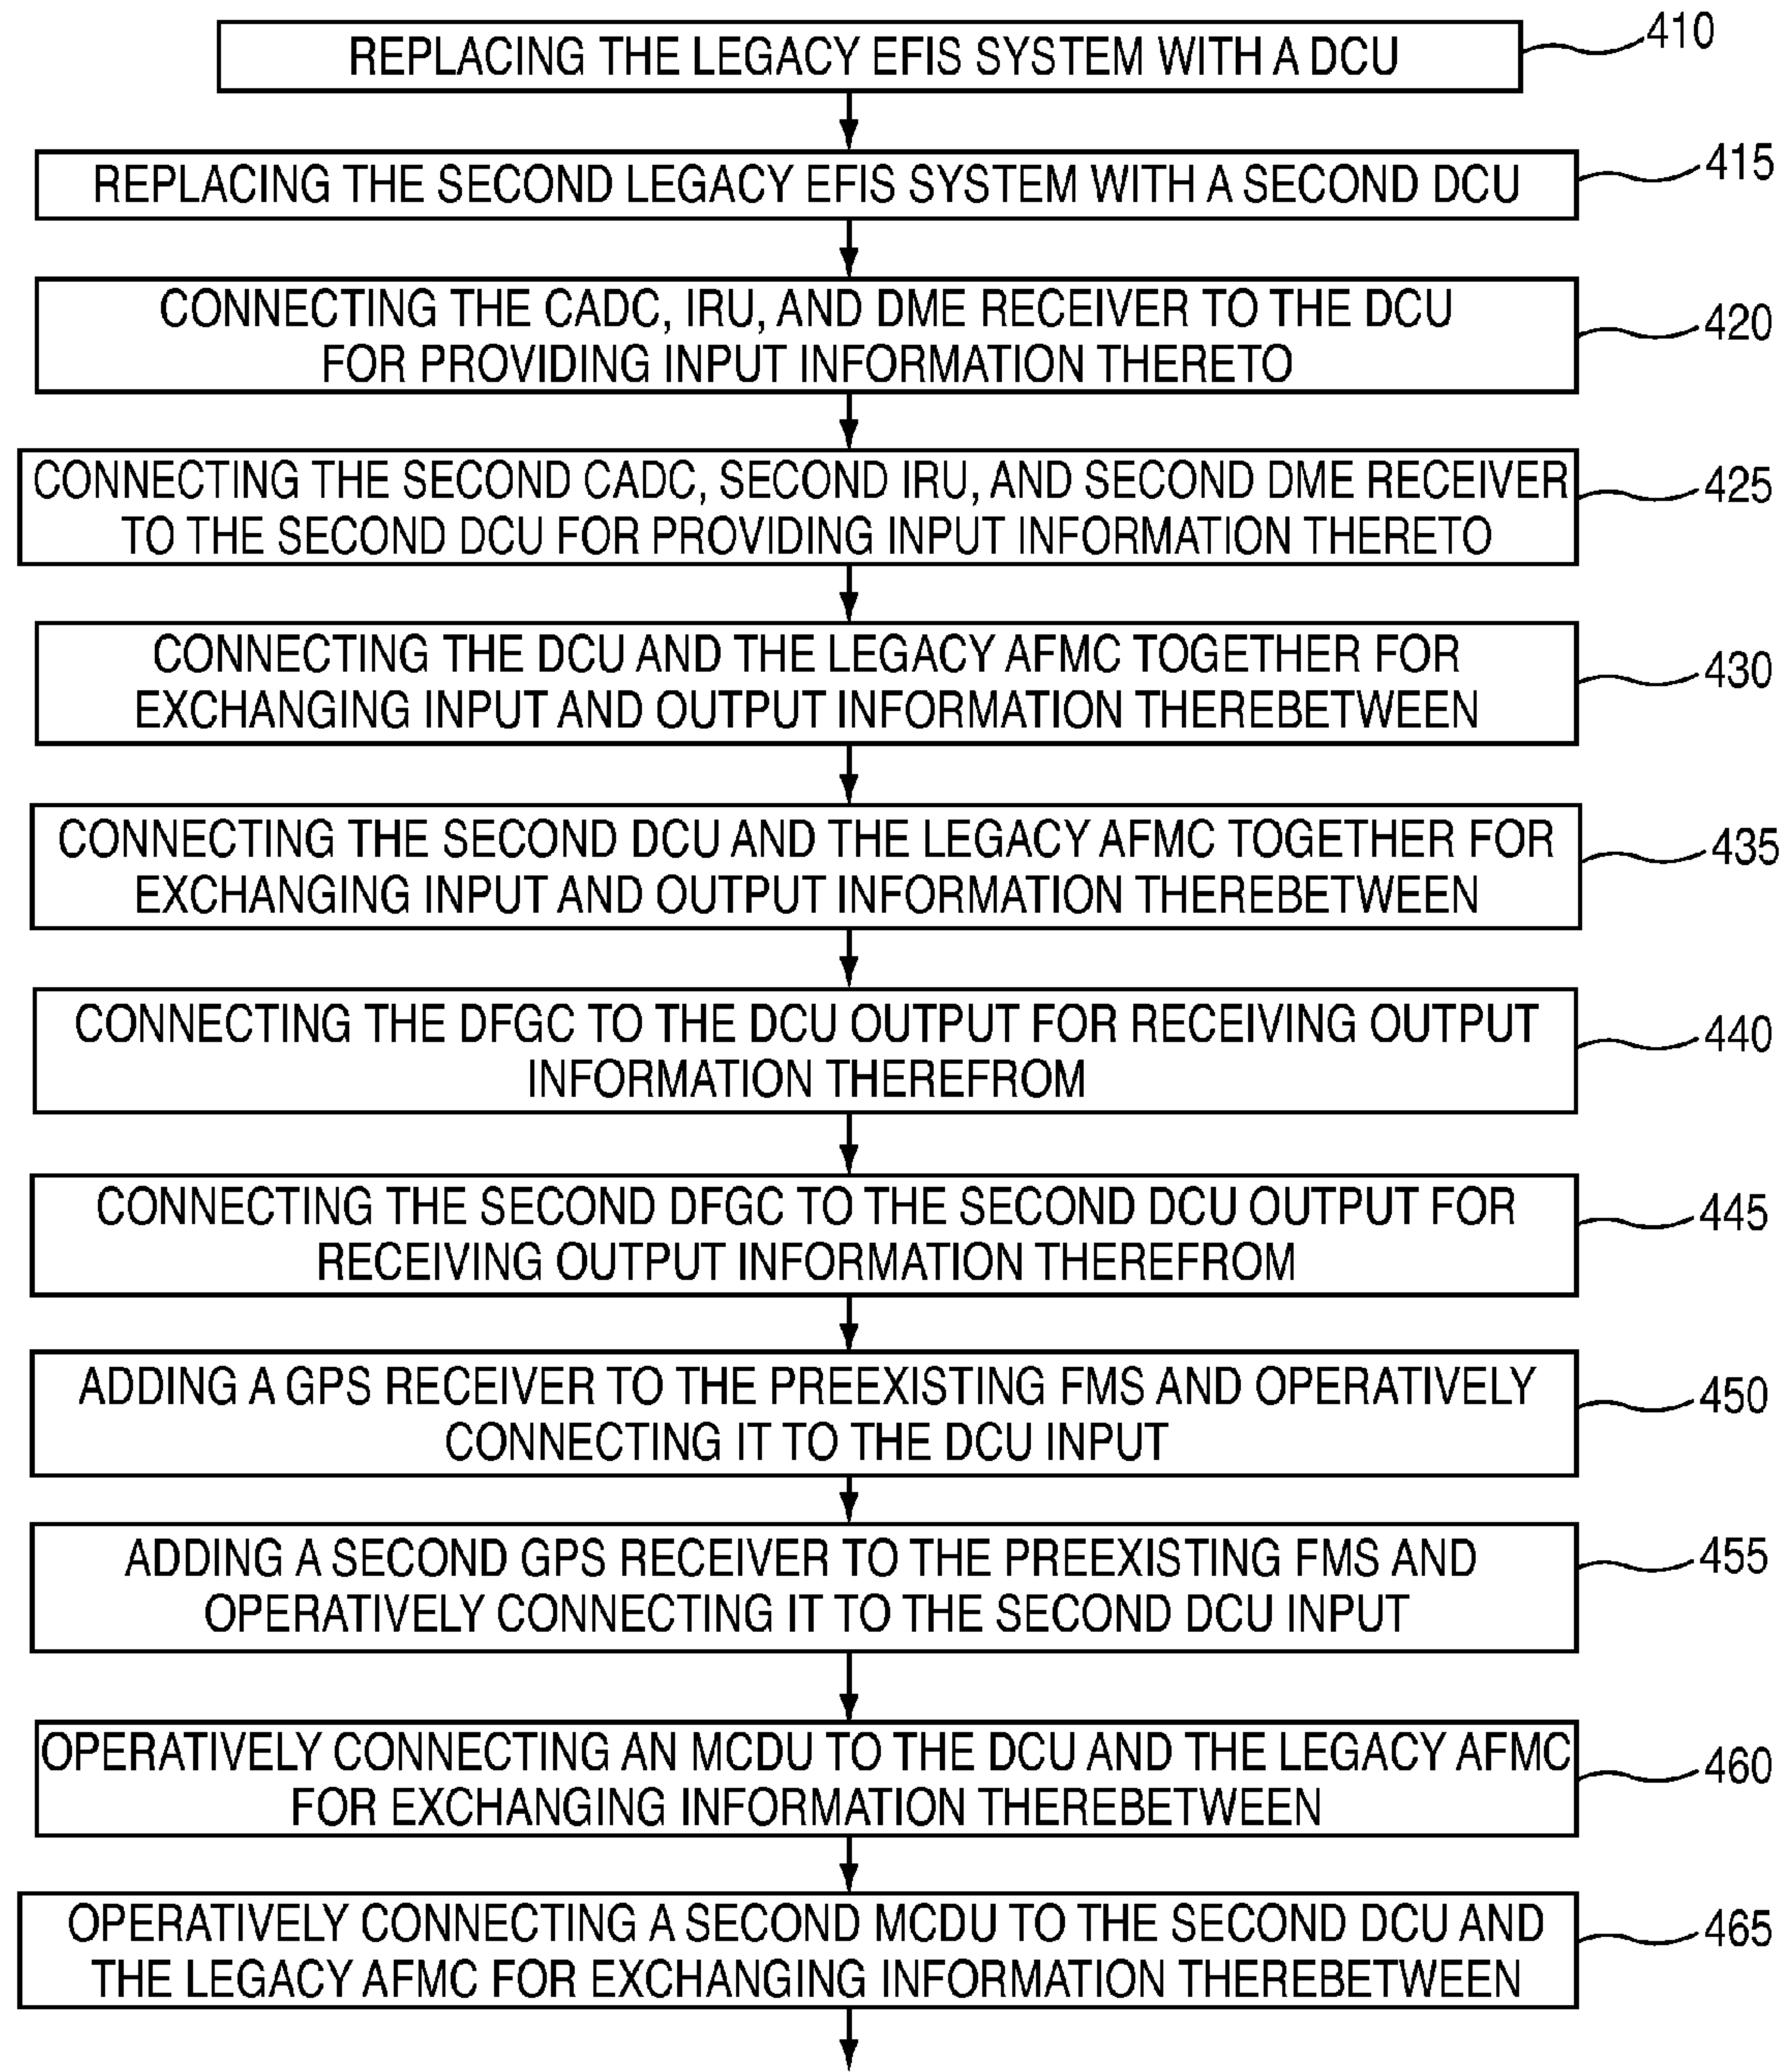 REPLACING THE LEGACY EFIS SYSTEM WITH A DCU
410
REPLACING THE SECOND LEGACY EFIS SYSTEM WITH A SECOND DCU
415
CONNECTING THE CADC, IRU, AND DME RECEIVER TO THE DCU
FOR PROVIDING INPUT INFORMATION THERETO
420
CONNECTING THE SECOND CADC, SECOND IRU, AND SECOND DME RECEIVER
TO THE SECOND DCU FOR PROVIDING INPUT INFORMATION THERETO
425
CONNECTING THE DCU AND THE LEGACY AFMC TOGETHER FOR
EXCHANGING INPUT AND OUTPUT INFORMATION THEREBETWEEN
430
CONNECTING THE SECOND DCU AND THE LEGACY AFMC TOGETHER FOR
EXCHANGING INPUT AND OUTPUT INFORMATION THEREBETWEEN
435
CONNECTING THE DFGC TO THE DCU OUTPUT FOR RECEIVING OUTPUT
INFORMATION THEREFROM
440
CONNECTING THE SECOND DFGC TO THE SECOND DCU OUTPUT FOR
RECEIVING OUTPUT INFORMATION THEREFROM
445
ADDING A GPS RECEIVER TO THE PREEXISTING FMS AND OPERATIVELY
CONNECTING IT TO THE DCU INPUT
450
ADDING A SECOND GPS RECEIVER TO THE PREEXISTING FMS AND
OPERATIVELY CONNECTING IT TO THE SECOND DCU INPUT
455
OPERATIVELY CONNECTING AN MCDU TO THE DCU AND THE LEGACY AFMC
FOR EXCHANGING INFORMATION THEREBETWEEN
460
OPERATIVELY CONNECTING A SECOND MCDU TO THE SECOND DCU AND
THE LEGACY AFMC FOR EXCHANGING INFORMATION THEREBETWEEN
465